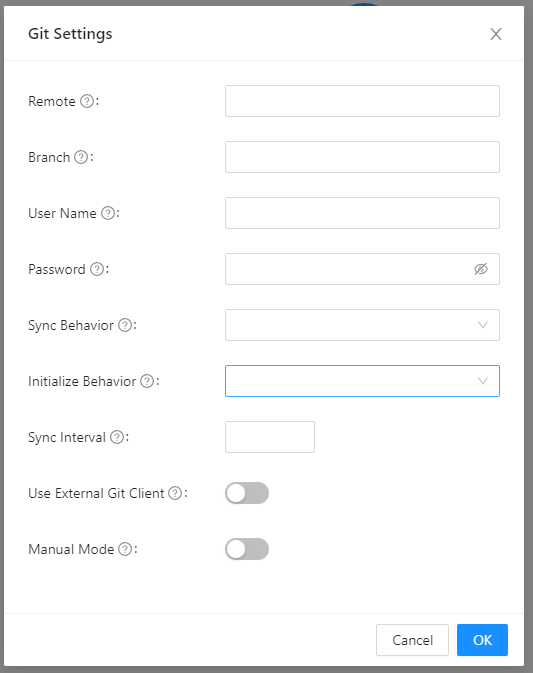 Git Settings
Remote ? :
Branch ? :
User Name ? :
Password ? :
Sync Behavior ? :
Initialize Behavior ? :
Sync Interval ? :
Use External Git Client ? :
Manual Mode ? :
Cancel OK